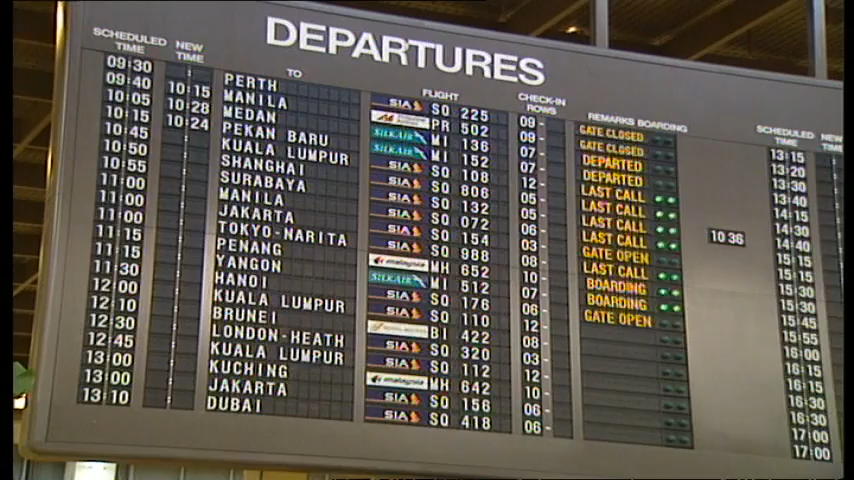 DEPARTURES
SCHEDULED TIME NEW TIME TO FLIGHT CHECK-IN ROWS REMARKS BOARDING SCHEDULED TIME NEW
09:30 PERTH SIA SQ 225 09- GATE CLOSED 13:15
09:40 10:15 MANILA PR 502 09- GATE CLOSED 13:20
10:05 10:28 MEDAN SILKAIR MI 136 07- DEPARTED 13:30
10:15 10:24 PEKAN BARU SILKAIR MI 152 07- DEPARTED 13:40
10:45 KUALA LUMPUR SIA SQ 108 12- LAST CALL 14:15
10:50 SHANGHAI SIA SQ 806 05- LAST CALL 14:30
10:55 SURABAYA SIA SQ 132 05- LAST CALL 14:40
11:00 MANILA SIA SQ 072 06- LAST CALL 15:15
11:00 JAKARTA SIA SQ 154 03- GATE OPEN 15:15
11:00 TOKYO-NARITA SIA SQ 988 08- LAST CALL 15:30
11:15 PENANG malaysia MH 652 10- BOARDING 15:30
11:15 YANGON SILKAIR MI 512 07- BOARDING 15:45
11:30 HANOI SIA SQ 176 06- GATE OPEN 15:55
12:00 KUALA LUMPUR SIA SQ 110 12- 16:00
12:10 BRUNEI BI 422 08- 16:15
12:30 LONDON-HEATH SIA SQ 320 03- 16:15
12:45 KUALA LUMPUR SIA SQ 112 12- 16:30
13:00 KUCHING malaysia MH 642 10- 16:30
13:00 JAKARTA SIA SQ 156 06- 17:00
13:10 DUBAI SIA SQ 418 06- 17:00
10 36